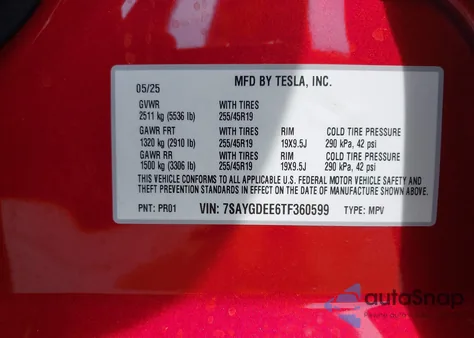 05/25 MFD BY TESLA, INC.
GVWR WITH TIRES
2511 kg (5536 lb) 255/45R19
GAWR FRT WITH TIRES RIM COLD TIRE PRESSURE
1320 kg (2910 lb) 255/45R19 19X9.5J 290 kPa, 42 psi
GAWR RR WITH TIRES RIM COLD TIRE PRESSURE
1500 kg (3306 lb) 255/45R19 19X9.5J 290 kPa, 42 psi
THIS VEHICLE CONFORMS TO ALL APPLICABLE U.S. FEDERAL MOTOR VEHICLE SAFETY AND
THEFT PREVENTION STANDARDS IN EFFECT ON THE DATE OF MANUFACTURE SHOWN ABOVE.
PNT: PR01 VIN: 7SAYGDEE6TF360599 TYPE: MPV
autoSnap